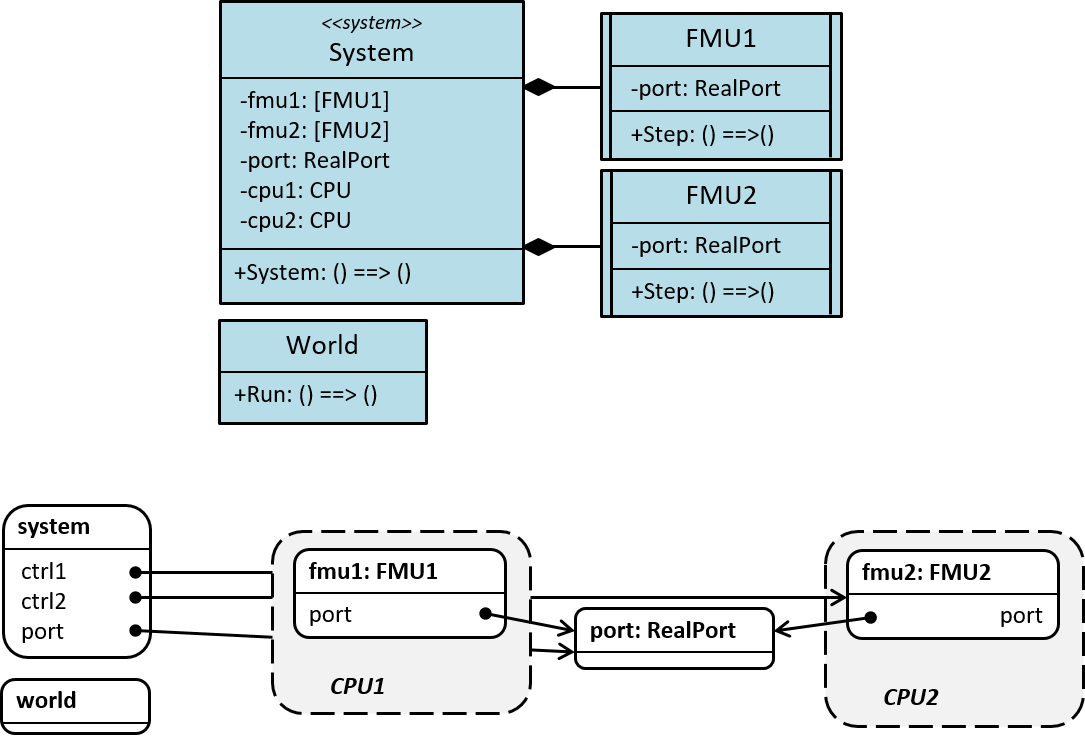 <<system>>
System
-fmu1: [FMU1]
-fmu2: [FMU2]
-port: RealPort
-cpu1: CPU
-cpu2: CPU
+System: () ==> ()
FMU1
-port: RealPort
+Step: () ==>()
FMU2
-port: RealPort
+Step: () ==>()
World
+Run: () ==> ()
system
ctrl1
ctrl2
port
world
fmu1: FMU1
port
CPU1
port: RealPort
fmu2: FMU2
port
CPU2